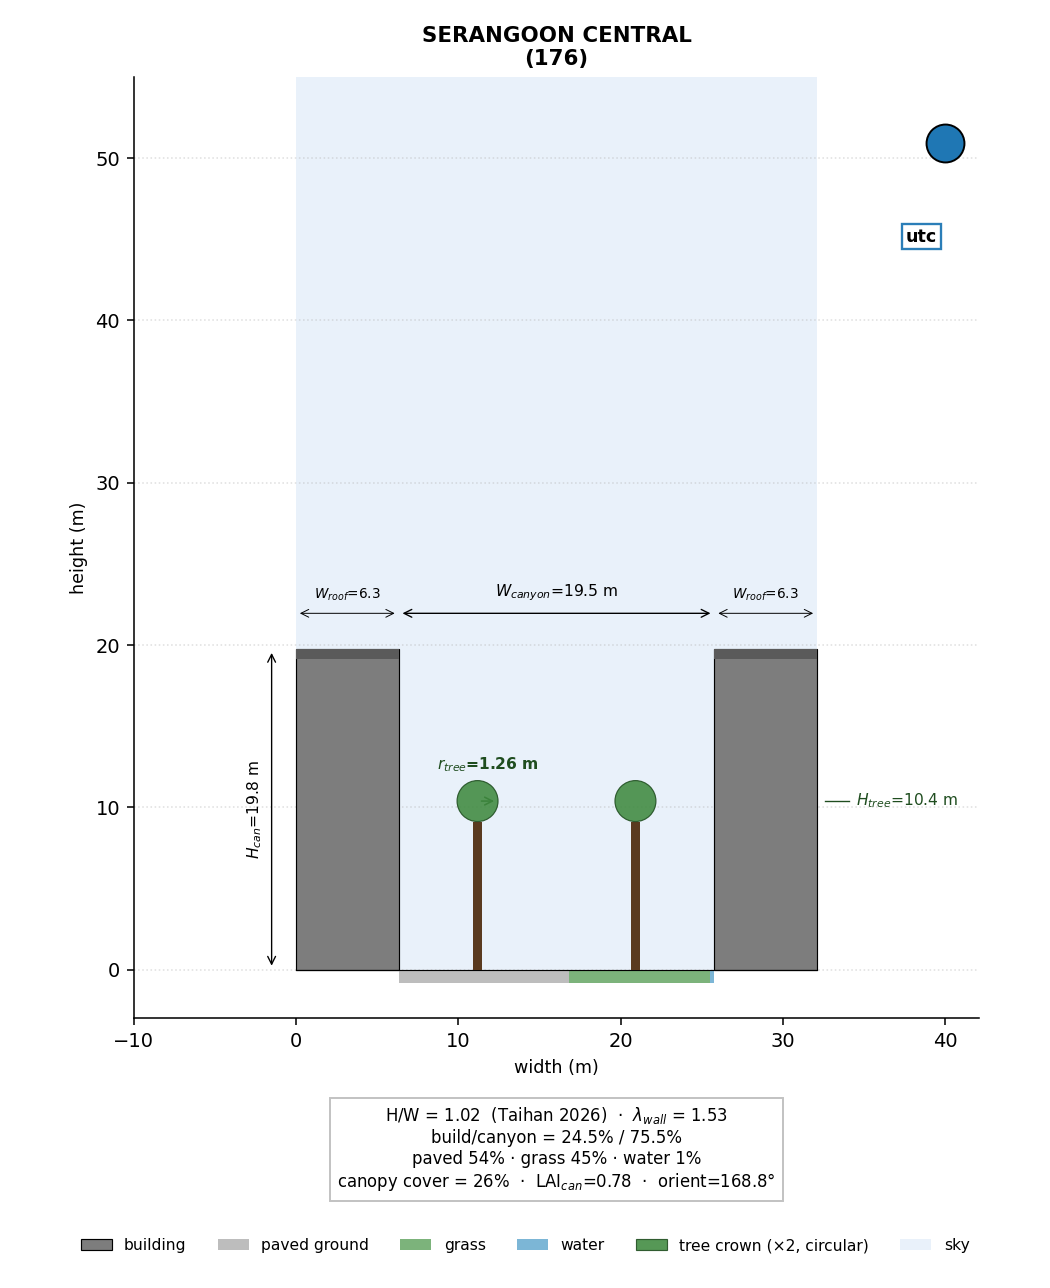 SERANGOON CENTRAL
(176)
50
utc
40
30
height (m)
W_roof=6.3
W_canyon=19.5 m
W_roof=6.3
20
r_tree=1.26 m
H_can=19.8 m
10
H_tree=10.4 m
0
−10 0 10 20 30 40
width (m)
H/W = 1.02 (Taihan 2026) · λ_wall = 1.53
build/canyon = 24.5% / 75.5%
paved 54% · grass 45% · water 1%
canopy cover = 26% · LAI_can=0.78 · orient=168.8°
building paved ground grass water tree crown (×2, circular) sky